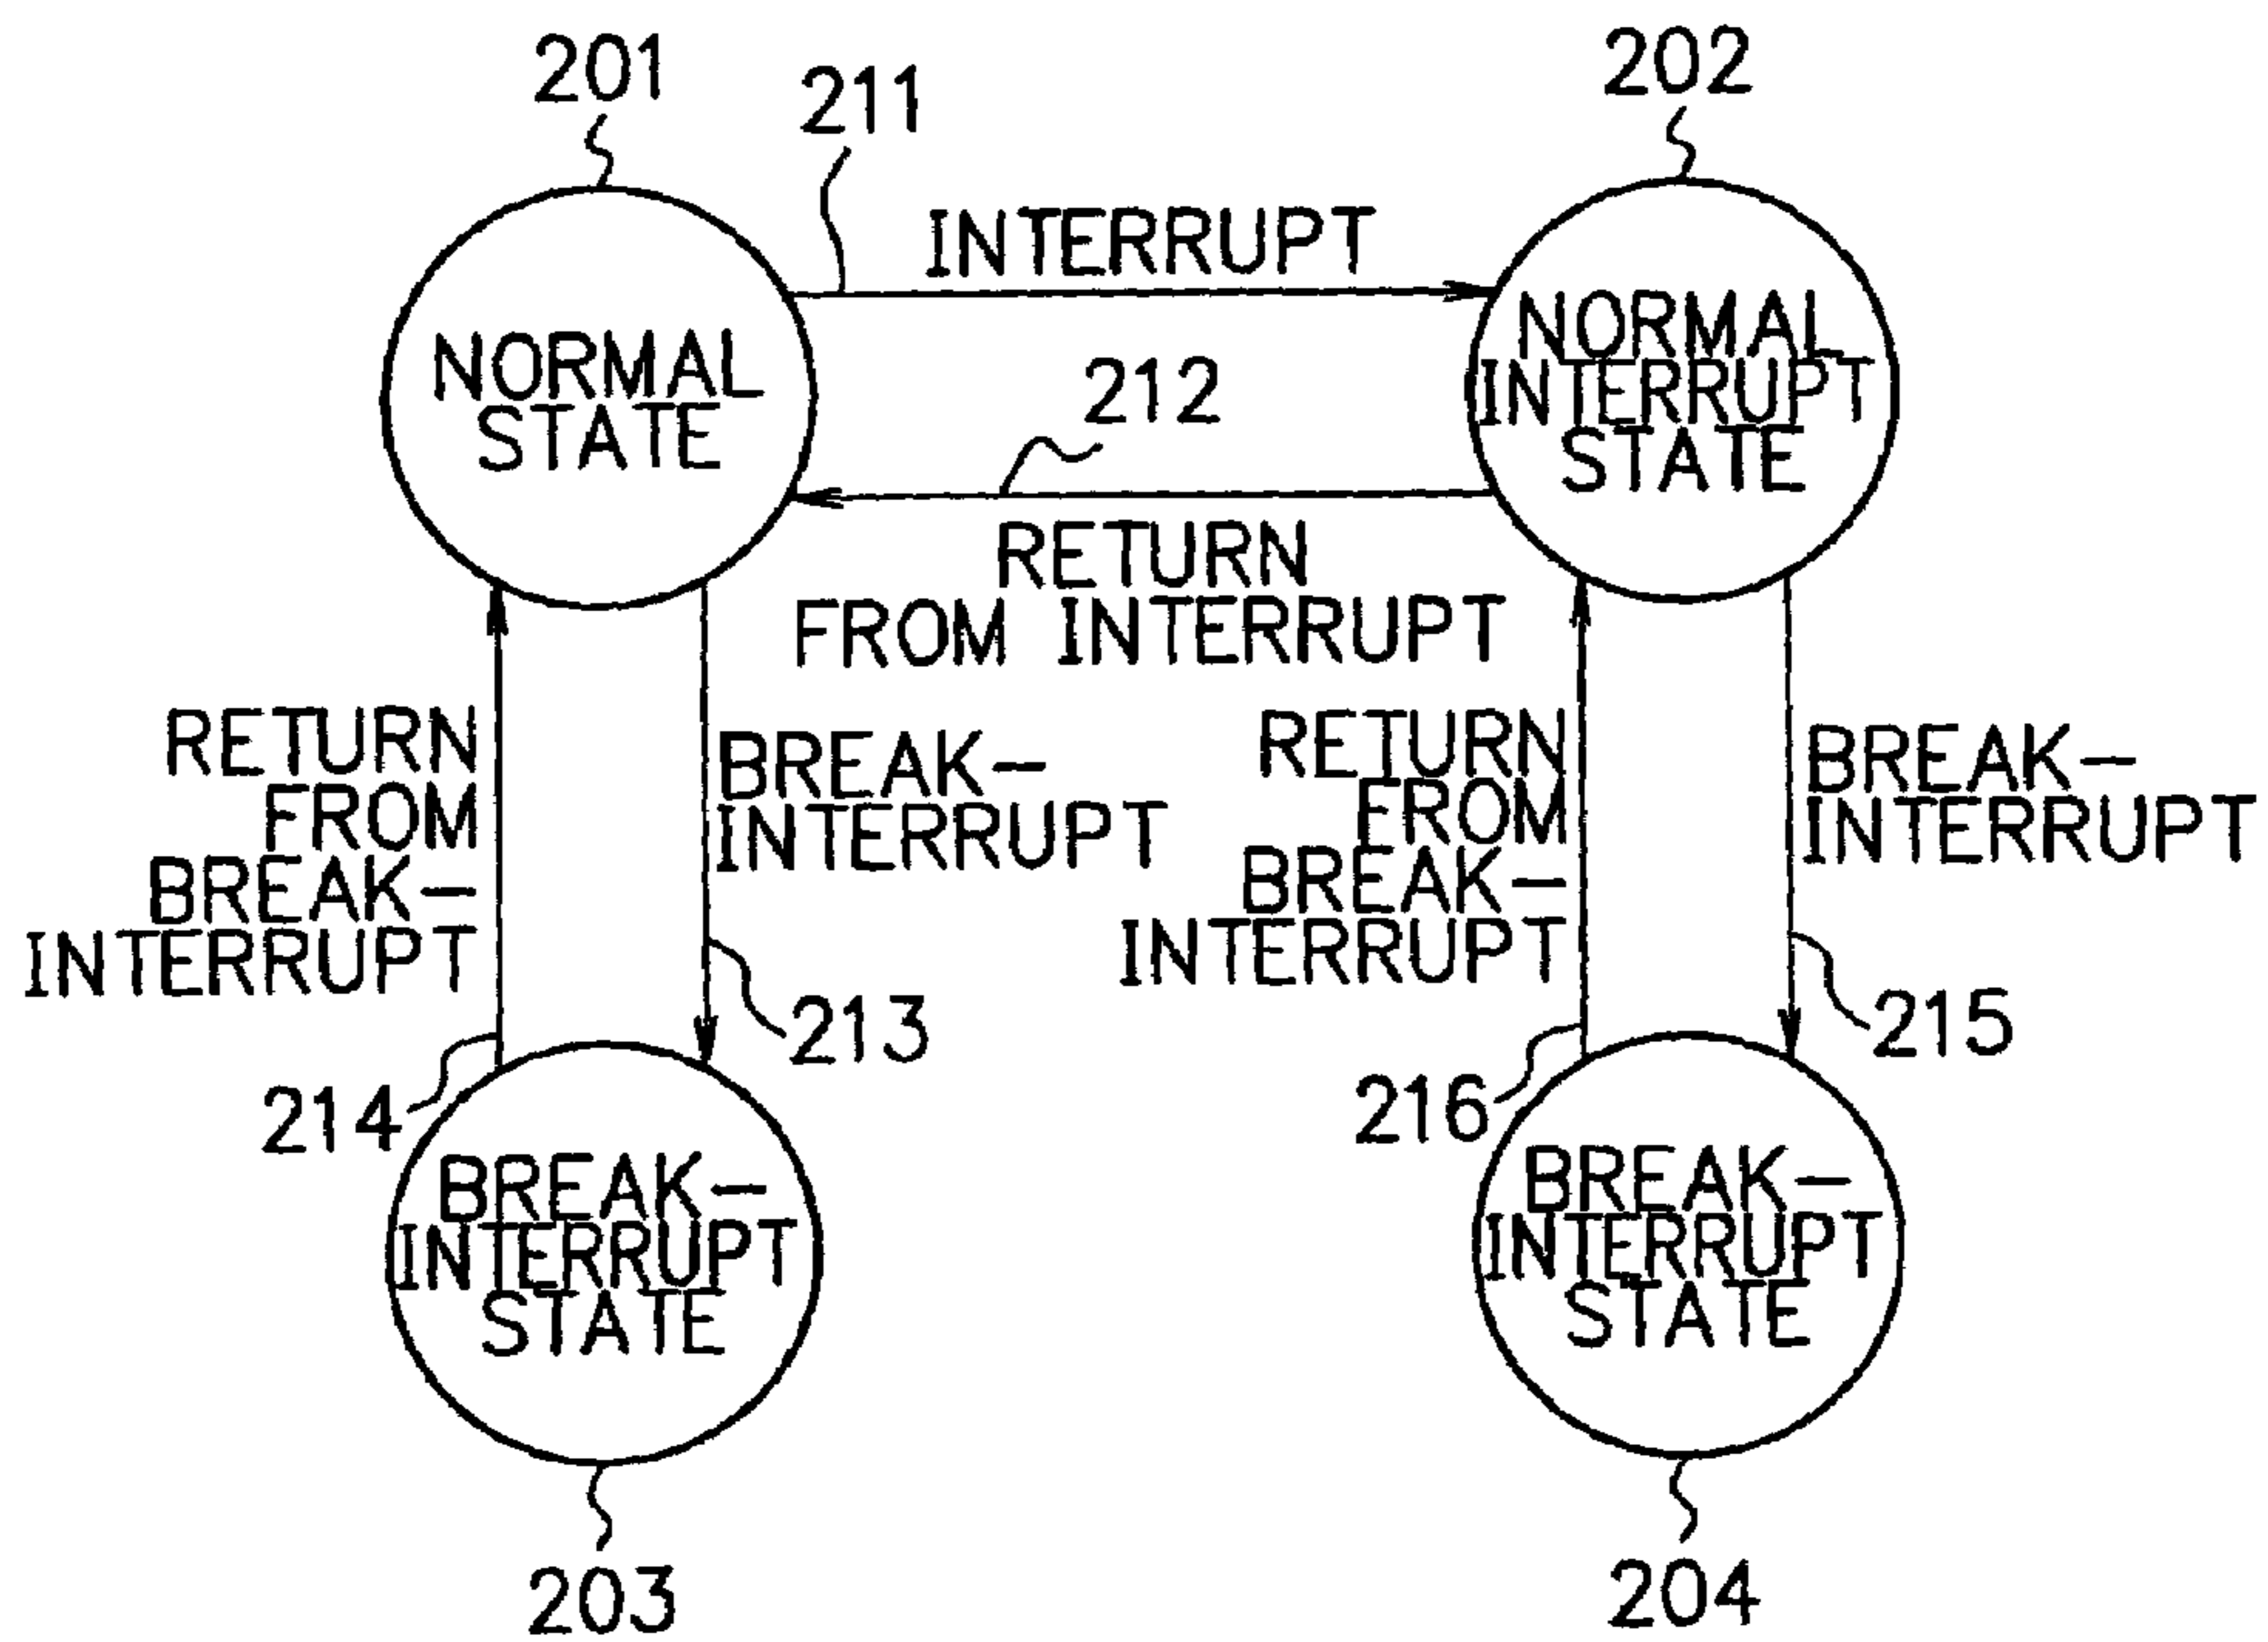 201
202
211
INTERRUPT
NORMAL
STATE
NORMAL
INTERRUPT
STATE
212
RETURN
FROM INTERRUPT
RETURN
FROM
BREAK-
INTERRUPT
BREAK-
INTERRUPT
RETURN
FROM
BREAK-
INTERRUPT
BREAK-
INTERRUPT
213
215
214
216
BREAK-
INTERRUPT
STATE
BREAK-
INTERRUPT
STATE
203
204